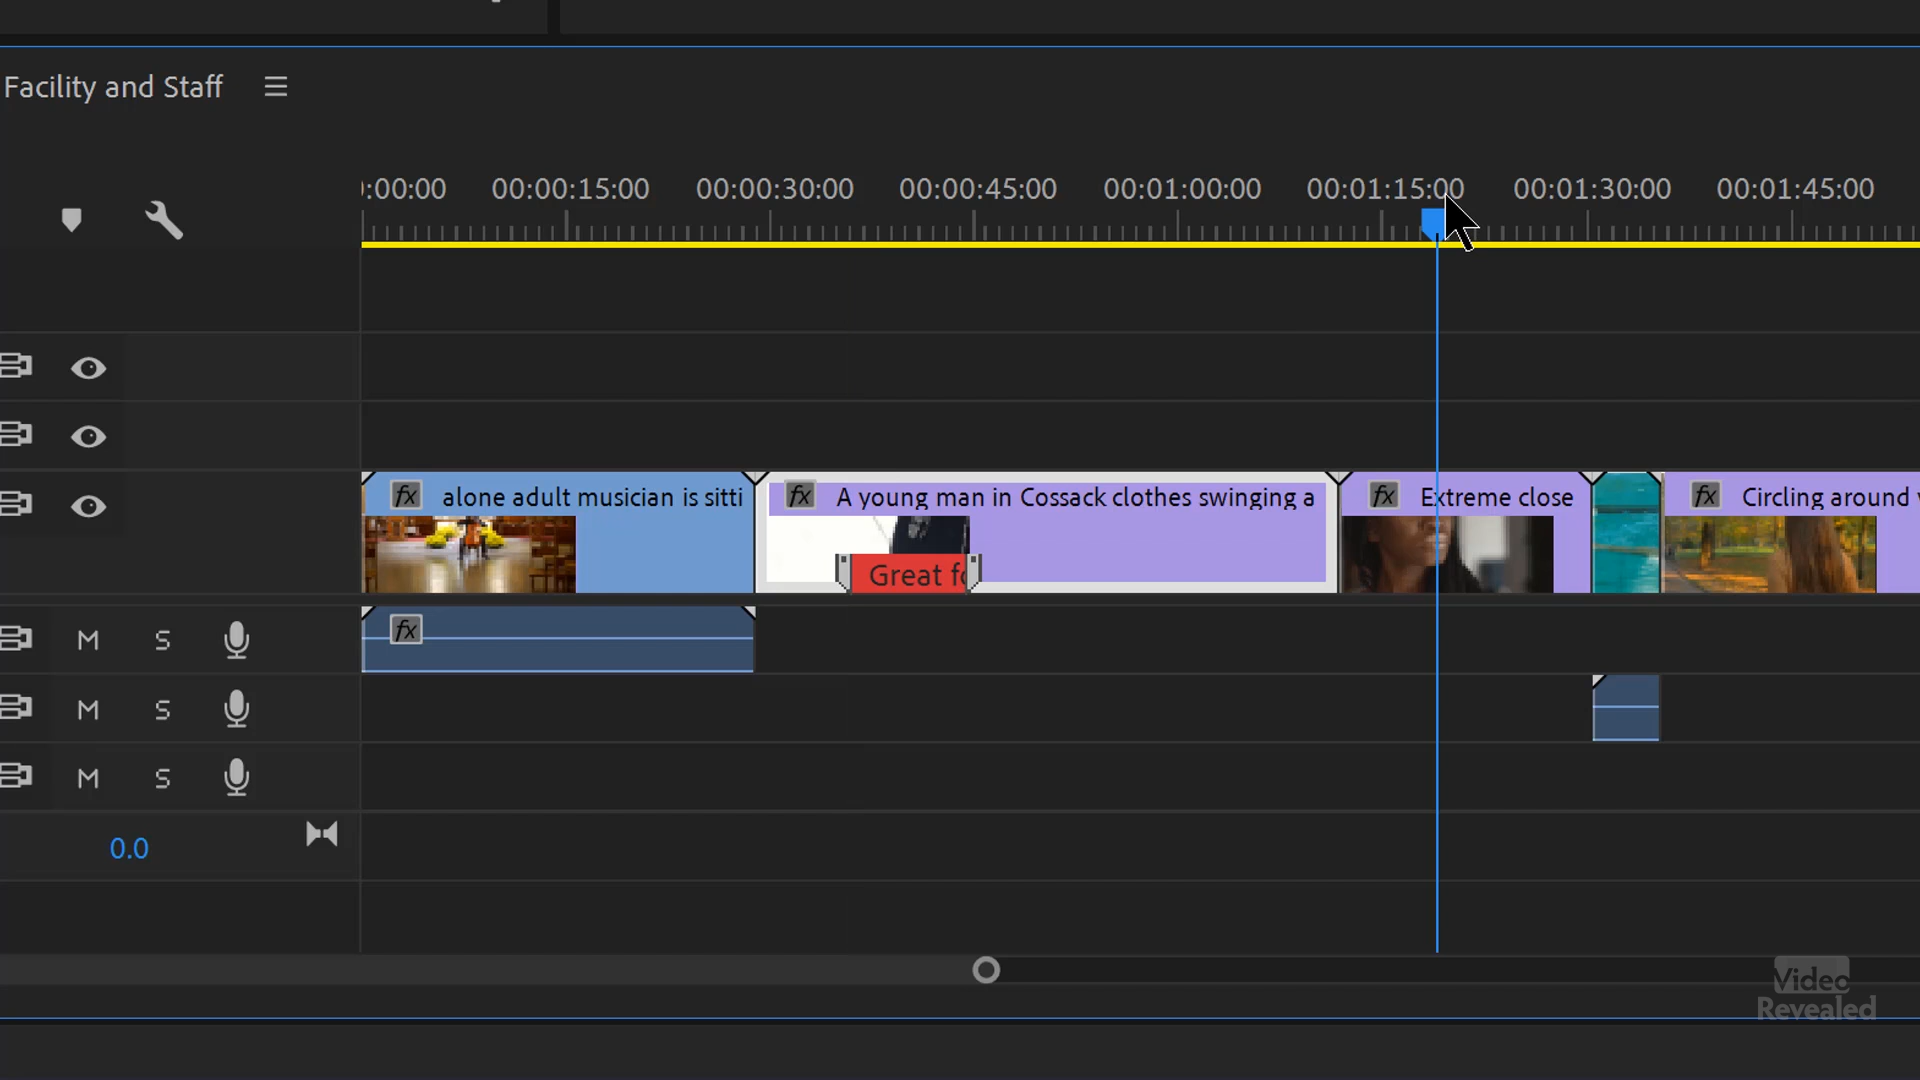 Facility and Staff
:00:00 00:00:15:00 00:00:30:00 00:00:45:00 00:01:00:00 00:01:15:00 00:01:30:00 00:01:45:00
fx alone adult musician is sitti fx A young man in Cossack clothes swinging a fx Extreme close fx Circling around
Great fo
fx
M S
M S
M S
0.0
Video
Revealed